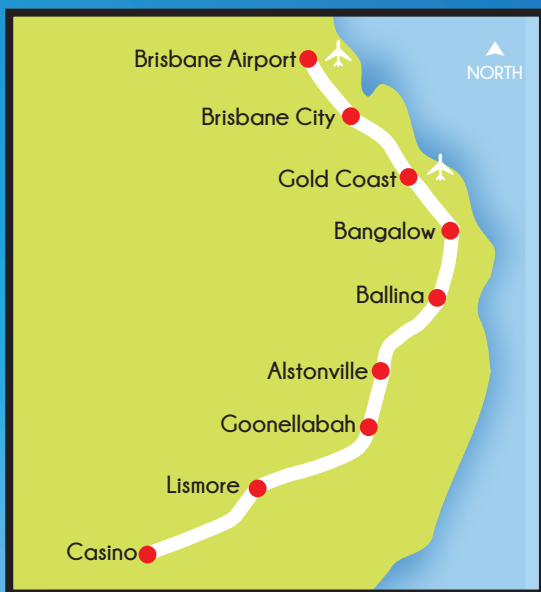 Brisbane Airport
NORTH
Brisbane City
Gold Coast
Bangalow
Ballina
Alstonville
Goonellabah
Lismore
Casino